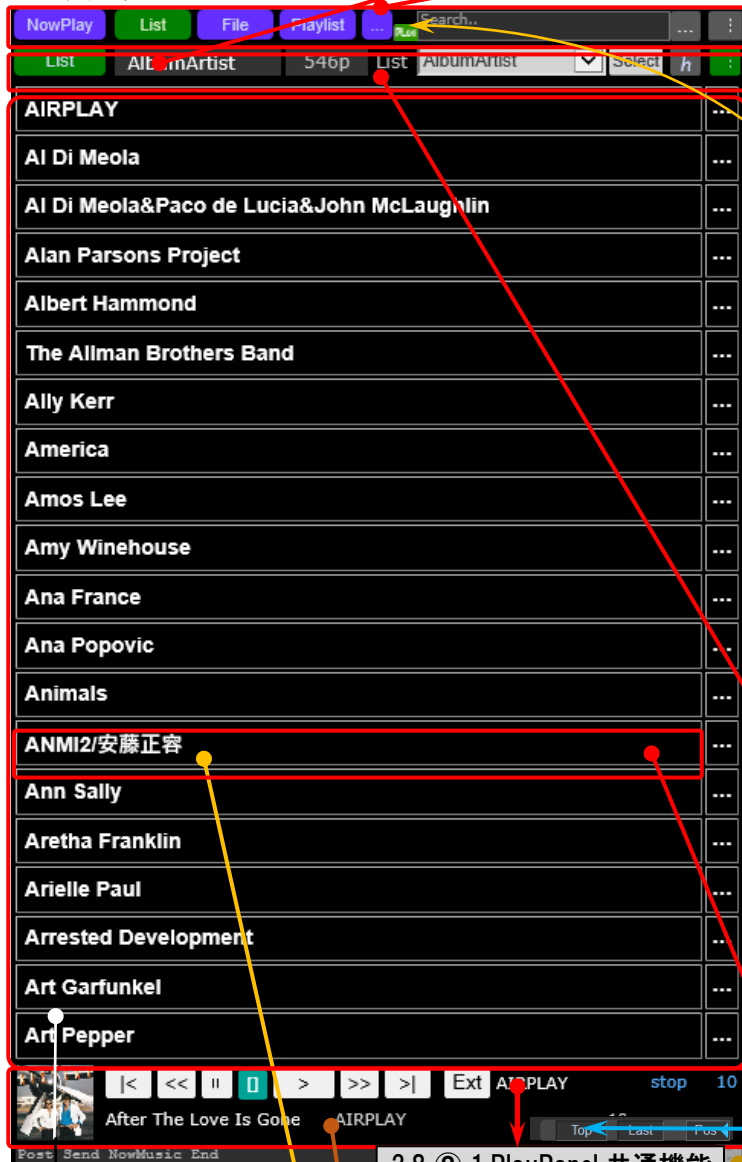 NowPlay List File Playlist ... PLOn Search.. ... ⋮
List AlbumArtist 546p List AlbumArtist Select h ⋮
AIRPLAY ...
Al Di Meola ...
Al Di Meola&Paco de Lucia&John McLaughlin ...
Alan Parsons Project ...
Albert Hammond ...
The Allman Brothers Band ...
Ally Kerr ...
America ...
Amos Lee ...
Amy Winehouse ...
Ana France ...
Ana Popovic ...
Animals ...
ANMI2/安藤正容 ...
Ann Sally ...
Aretha Franklin ...
Arielle Paul ...
Arrested Development ...
Art Garfunkel ...
Art Pepper ...
|< << II [] > >> >| Ext AIRPLAY stop 10
After The Love Is Gone AIRPLAY
Top Last Pos
Post Send NowMusic End